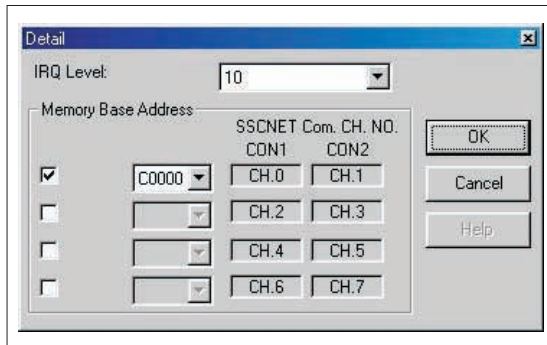 Detail
IRQ Level: 10
Memory Base Address
SSCNET Com. CH. NO.
CON1 CON2
C0000 CH.0 CH.1
CH.2 CH.3
CH.4 CH.5
CH.6 CH.7
OK
Cancel
Help